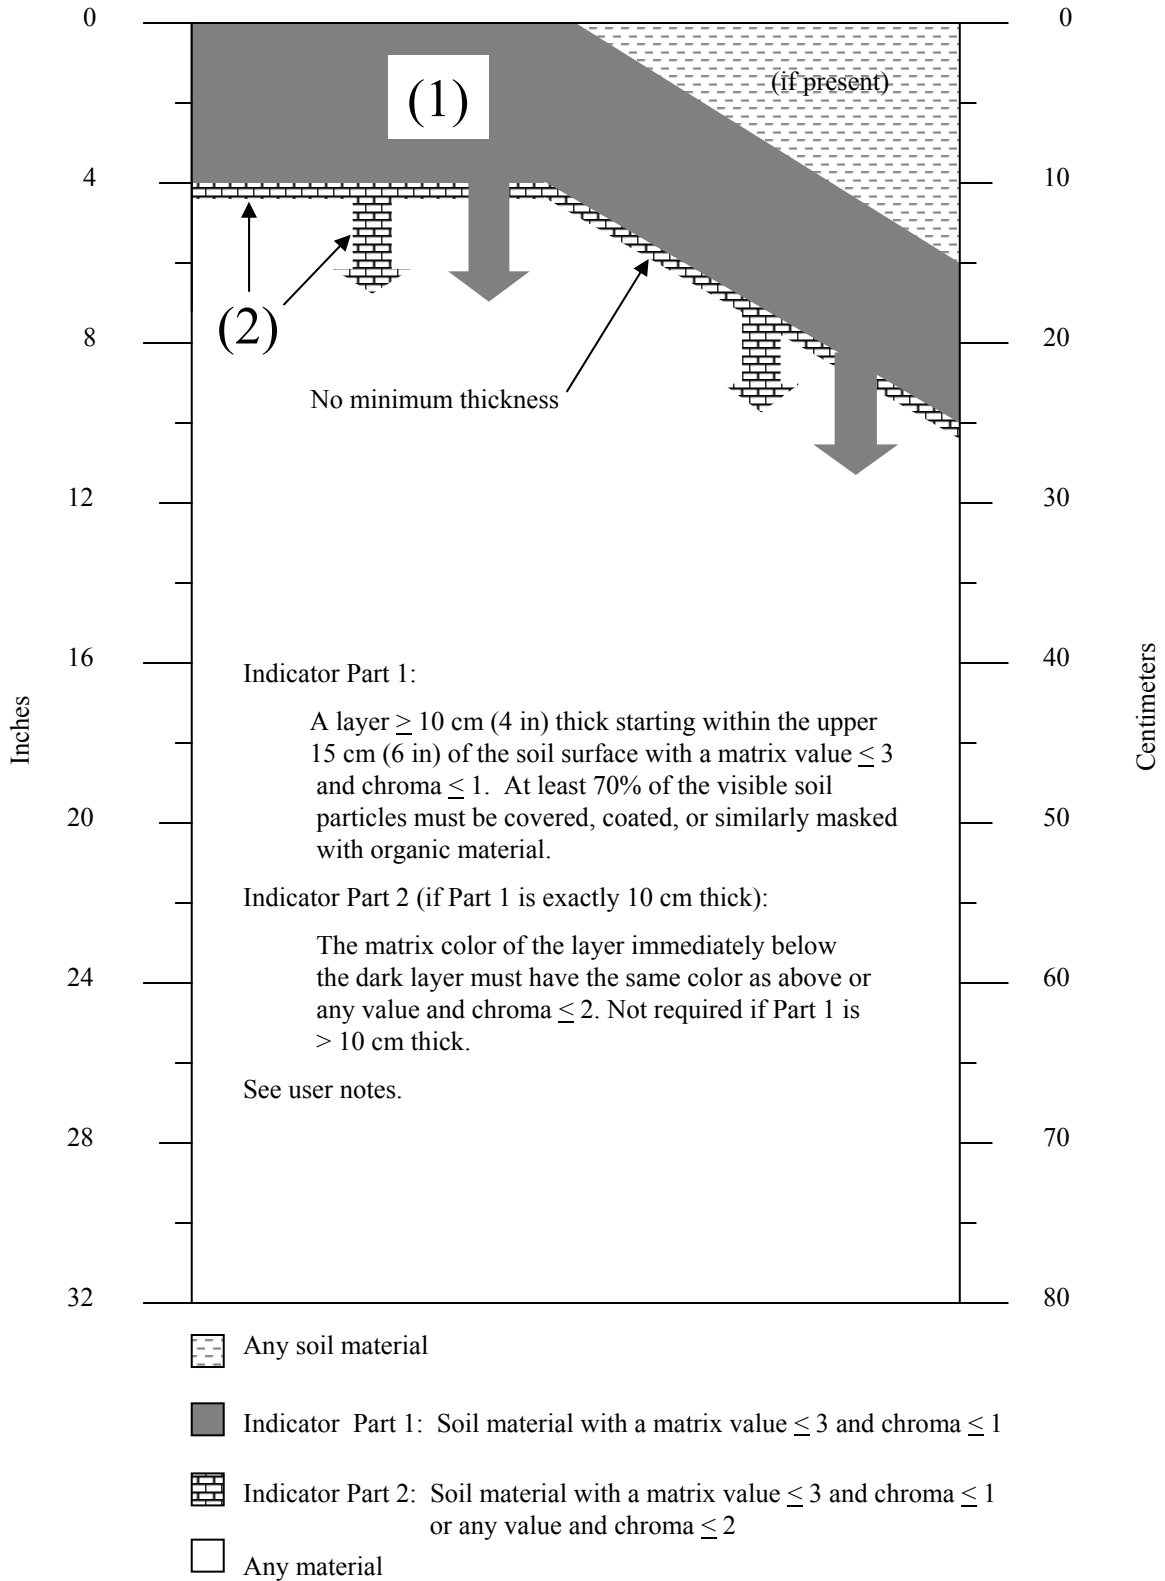 0
0
(if present)
(1)
4
10
(2)
8
20
No minimum thickness
12
30
16
40
Inches
Centimeters
Indicator Part 1:
A layer ≥ 10 cm (4 in) thick starting within the upper
15 cm (6 in) of the soil surface with a matrix value ≤ 3
and chroma ≤ 1. At least 70% of the visible soil
particles must be covered, coated, or similarly masked
with organic material.
20
50
Indicator Part 2 (if Part 1 is exactly 10 cm thick):
The matrix color of the layer immediately below
the dark layer must have the same color as above or
any value and chroma ≤ 2. Not required if Part 1 is
> 10 cm thick.
24
60
See user notes.
28
70
32
80
Any soil material
Indicator Part 1: Soil material with a matrix value ≤ 3 and chroma ≤ 1
Indicator Part 2: Soil material with a matrix value ≤ 3 and chroma ≤ 1
or any value and chroma ≤ 2
Any material